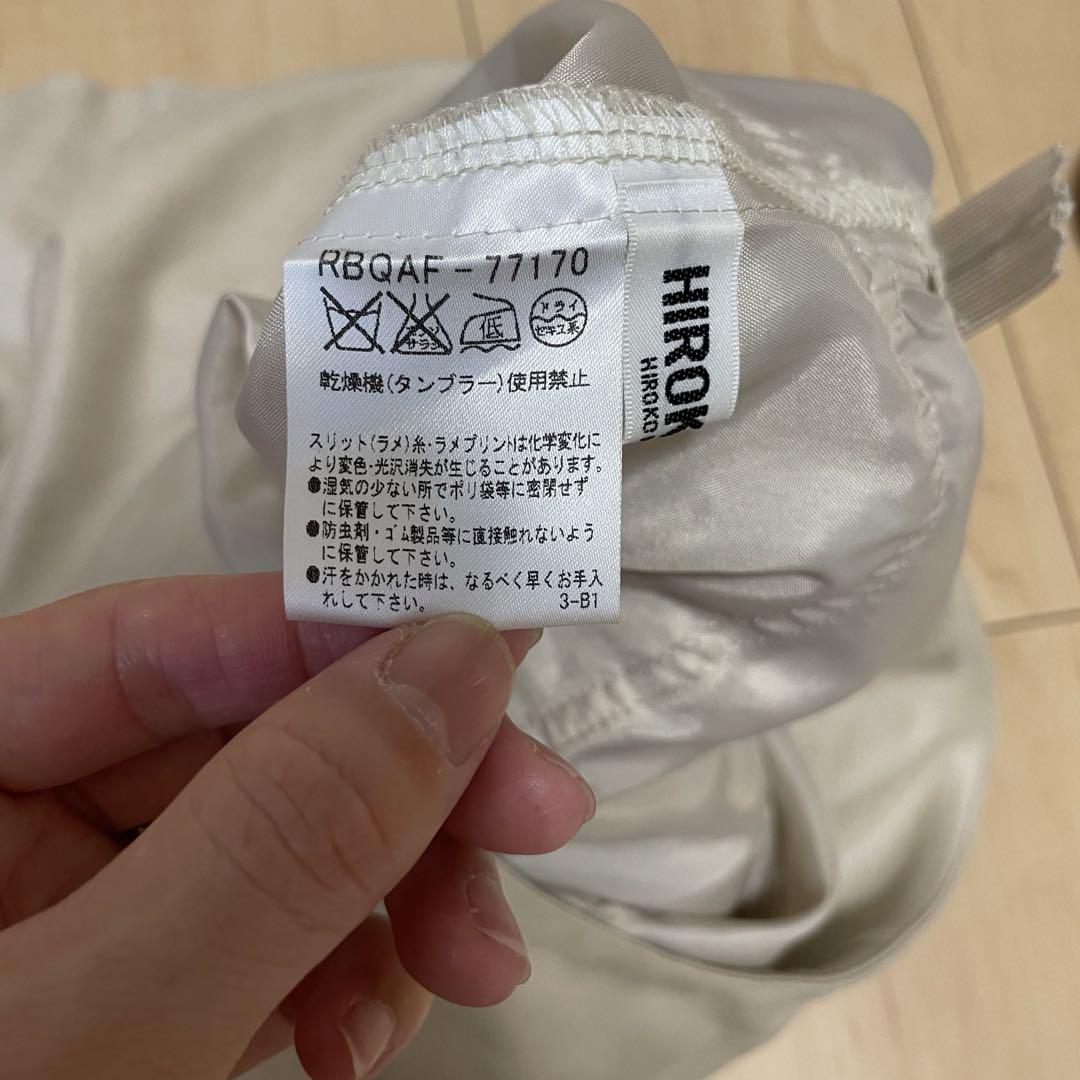 RBQAF-77170
エンソ
サラシ
低
ドライ
セキユ系
乾燥機(タンブラー)使用禁止
スリット(ラメ)糸・ラメプリントは化学変化に
より変色・光沢消失が生じることがあります。
●湿気の少ない所でポリ袋等に密閉せず
に保管して下さい。
●防虫剤・ゴム製品等に直接触れないよう
に保管して下さい。
●汗をかかれた時は、なるべく早くお手入
れして下さい。
3-B1
HIROK
HIROKO